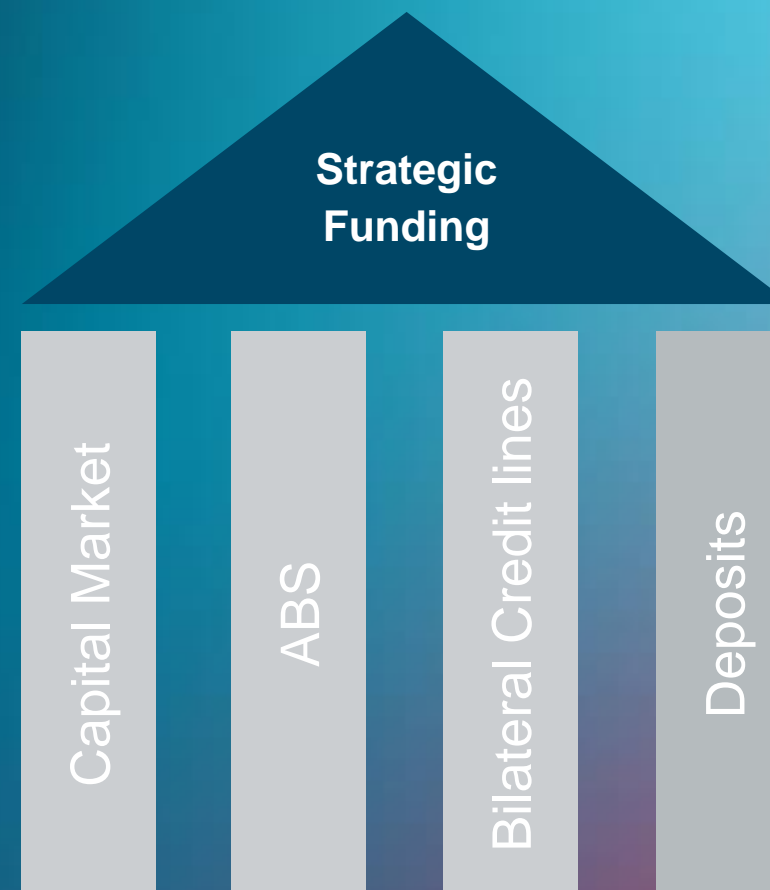 Strategic
Funding
Capital Market
ABS
Bilateral Credit lines
Deposits